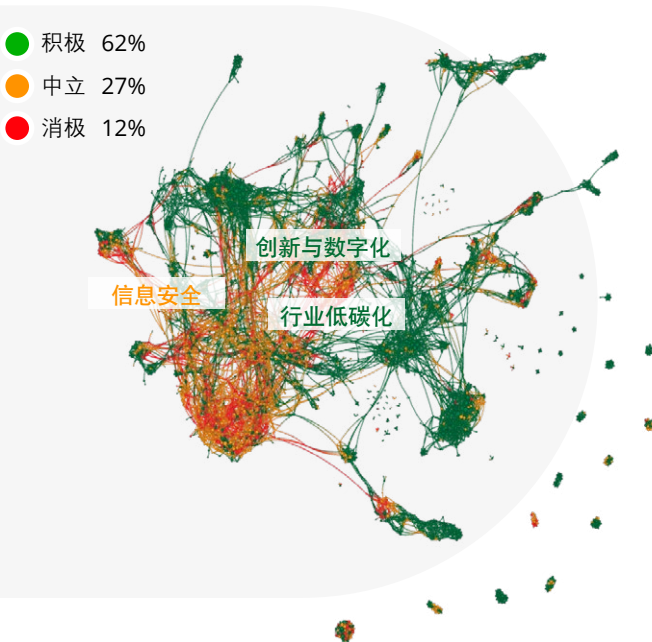 积极 62%
中立 27%
消极 12%
创新与数字化
信息安全
行业低碳化